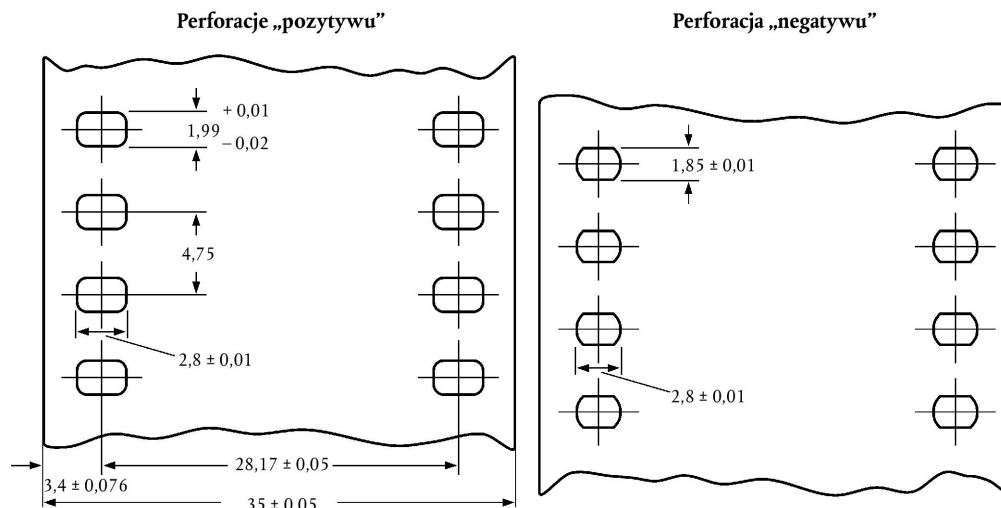 Perforacje „pozytywu”
Perforacja „negatywu”
+ 0,01
1,99
− 0,02
1,85 ± 0,01
4,75
2,8 ± 0,01
2,8 ± 0,01
28,17 ± 0,05
3,4 ± 0,076
35 ± 0,05